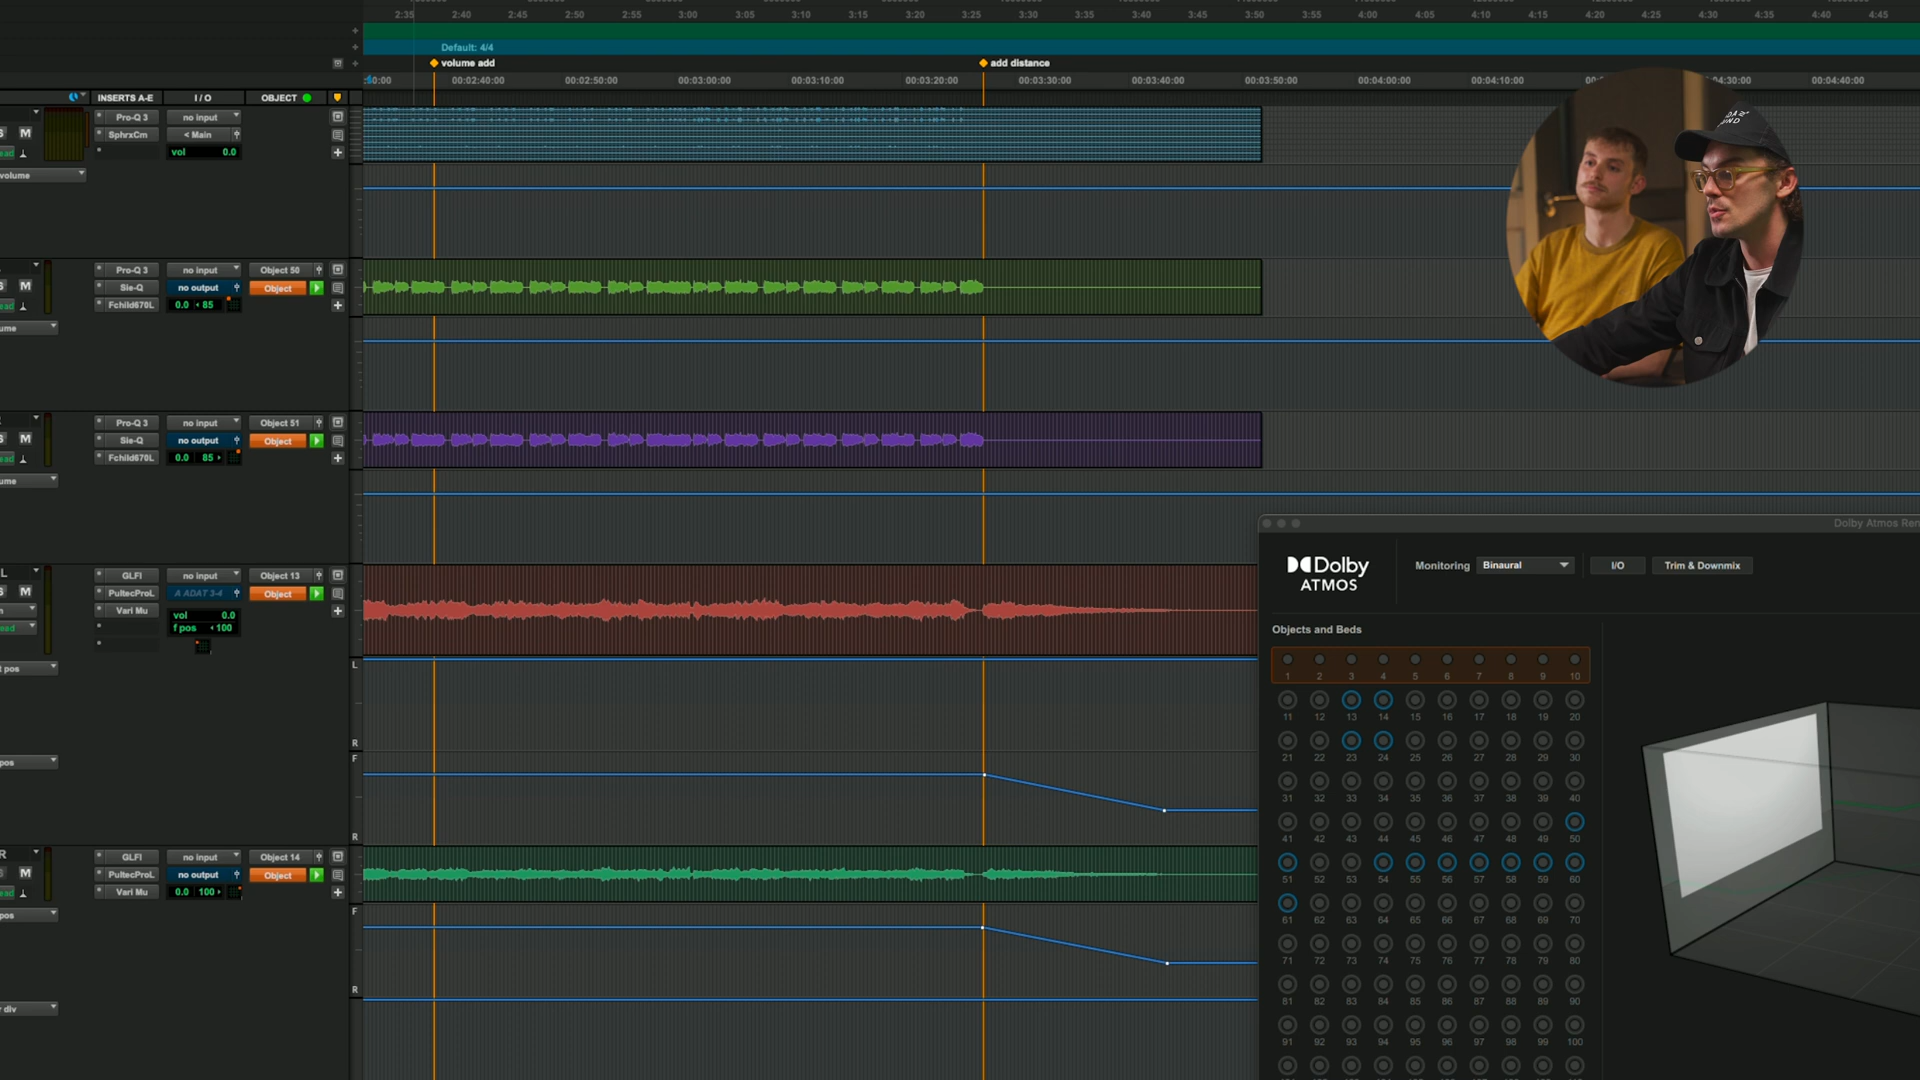 2:35 2:40 2:45 2:50 2:55 3:00 3:05 3:10 3:15 3:20 3:25 3:30 3:35 3:40 3:45 3:50 3:55 4:00 4:05 4:10 4:15 4:20 4:25 4:30 4:35 4:40 4:45
Default: 4/4
volume add
add distance
00:02:40:00 00:02:50:00 00:03:00:00 00:03:10:00 00:03:20:00 00:03:30:00 00:03:40:00 00:03:50:00 00:04:00:00 00:04:10:00 00:04:40:00
INSERTS A-E I / O OBJECT
Pro-Q 3 no input
M SphrxCm < Main
vol 0.0
volume
Pro-Q 3 no input Object 50
M Sie-Q no output Object
Fchild670L 0.0 85
Pro-Q 3 no input Object 51
M Sie-Q no output Object
Fchild670L 0.0 85
L GLFI no input Object 13
M PultecProL A ADAT 3-4 Object
Vari Mu vol 0.0
f pos 100
L
R
F
R
R GLFI no input Object 14
M PultecProL no output Object
Vari Mu 0.0 100
F
R
Dolby Atmos Ren
Dolby
ATMOS
Monitoring Binaural I/O Trim & Downmix
Objects and Beds
1 2 3 4 5 6 7 8 9 10
11 12 13 14 15 16 17 18 19 20
21 22 23 24 25 26 27 28 29 30
31 32 33 34 35 36 37 38 39 40
41 42 43 44 45 46 47 48 49 50
51 52 53 54 55 56 57 58 59 60
61 62 63 64 65 66 67 68 69 70
71 72 73 74 75 76 77 78 79 80
81 82 83 84 85 86 87 88 89 90
91 92 93 94 95 96 97 98 99 100